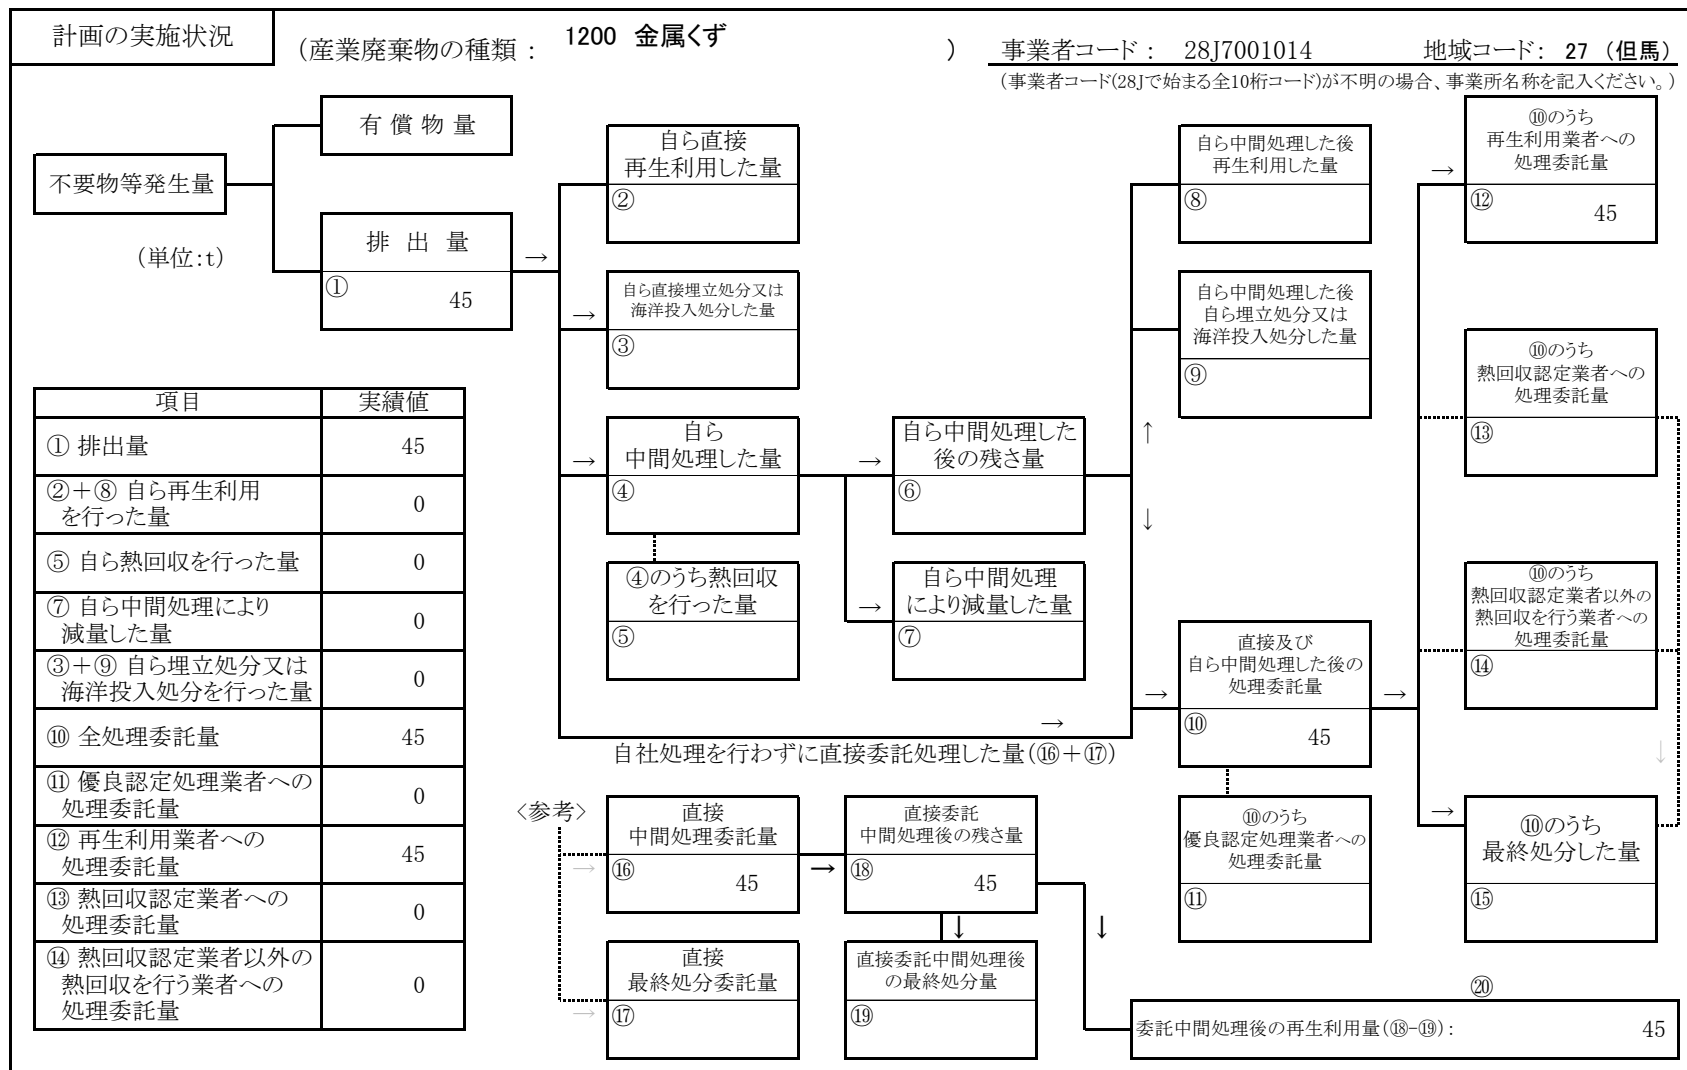 計画の実施状況
(産業廃棄物の種類： 1200 金属くず ) 事業者コード： 28J7001014 地域コード： 27 (但馬)
(事業者コード(28Jで始まる全10桁コード)が不明の場合、事業所名称を記入ください。)
不要物等発生量
(単位:t)
有償物量
排出量
① 45
→
自ら直接
再生利用した量
②
→
自ら直接埋立処分又は
海洋投入処分した量
③
→
自ら
中間処理した量
④
④のうち熱回収
を行った量
⑤
→
自ら中間処理した
後の残さ量
⑥
→
自ら中間処理
により減量した量
⑦
自ら中間処理した後
再生利用した量
⑧
自ら中間処理した後
自ら埋立処分又は
海洋投入処分した量
⑨
↑
↓
→
自社処理を行わずに直接委託処理した量(⑯＋⑰)
→
直接及び
自ら中間処理した後の
処理委託量
⑩ 45
→
⑩のうち
優良認定処理業者への
処理委託量
⑪
→
⑩のうち
再生利用業者への
処理委託量
⑫ 45
⑩のうち
熱回収認定業者への
処理委託量
⑬
⑩のうち
熱回収認定業者以外の
熱回収を行う業者への
処理委託量
⑭
↓
→
⑩のうち
最終処分した量
⑮
項目 実績値
① 排出量 45
②＋⑧ 自ら再生利用
を行った量 0
⑤ 自ら熱回収を行った量 0
⑦ 自ら中間処理により
減量した量 0
③＋⑨ 自ら埋立処分又は
海洋投入処分を行った量 0
⑩ 全処理委託量 45
⑪ 優良認定処理業者への
処理委託量 0
⑫ 再生利用業者への
処理委託量 45
⑬ 熱回収認定業者への
処理委託量 0
⑭ 熱回収認定業者以外の
熱回収を行う業者への
処理委託量 0
<参考>
→
直接
中間処理委託量
⑯ 45
→
直接委託
中間処理後の残さ量
⑱ 45
↓
↓
→
直接
最終処分委託量
⑰
直接委託中間処理後
の最終処分量
⑲
⑳
委託中間処理後の再生利用量(⑱-⑲)： 45